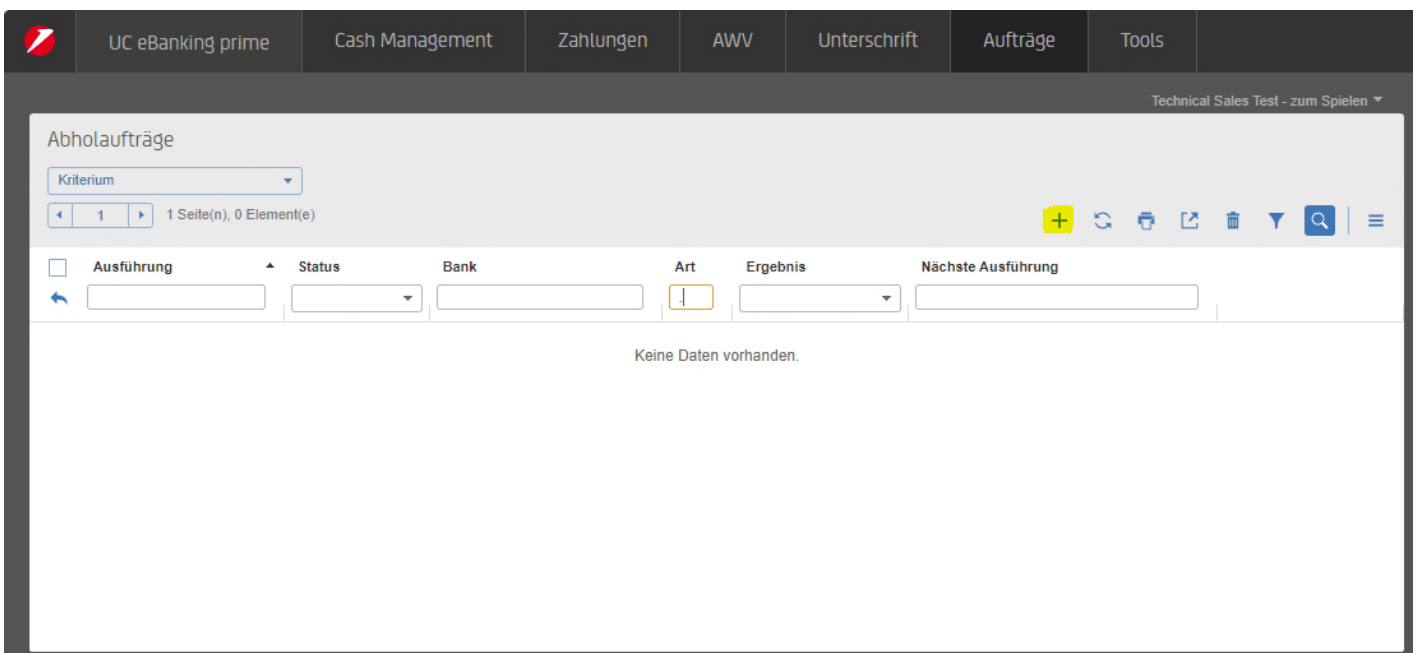 UC eBanking prime Cash Management Zahlungen AWV Unterschrift Aufträge Tools
Technical Sales Test - zum Spielen
Abholaufträge
Kriterium
1 1 Seite(n), 0 Element(e)
Ausführung Status Bank Art Ergebnis Nächste Ausführung
.
Keine Daten vorhanden.